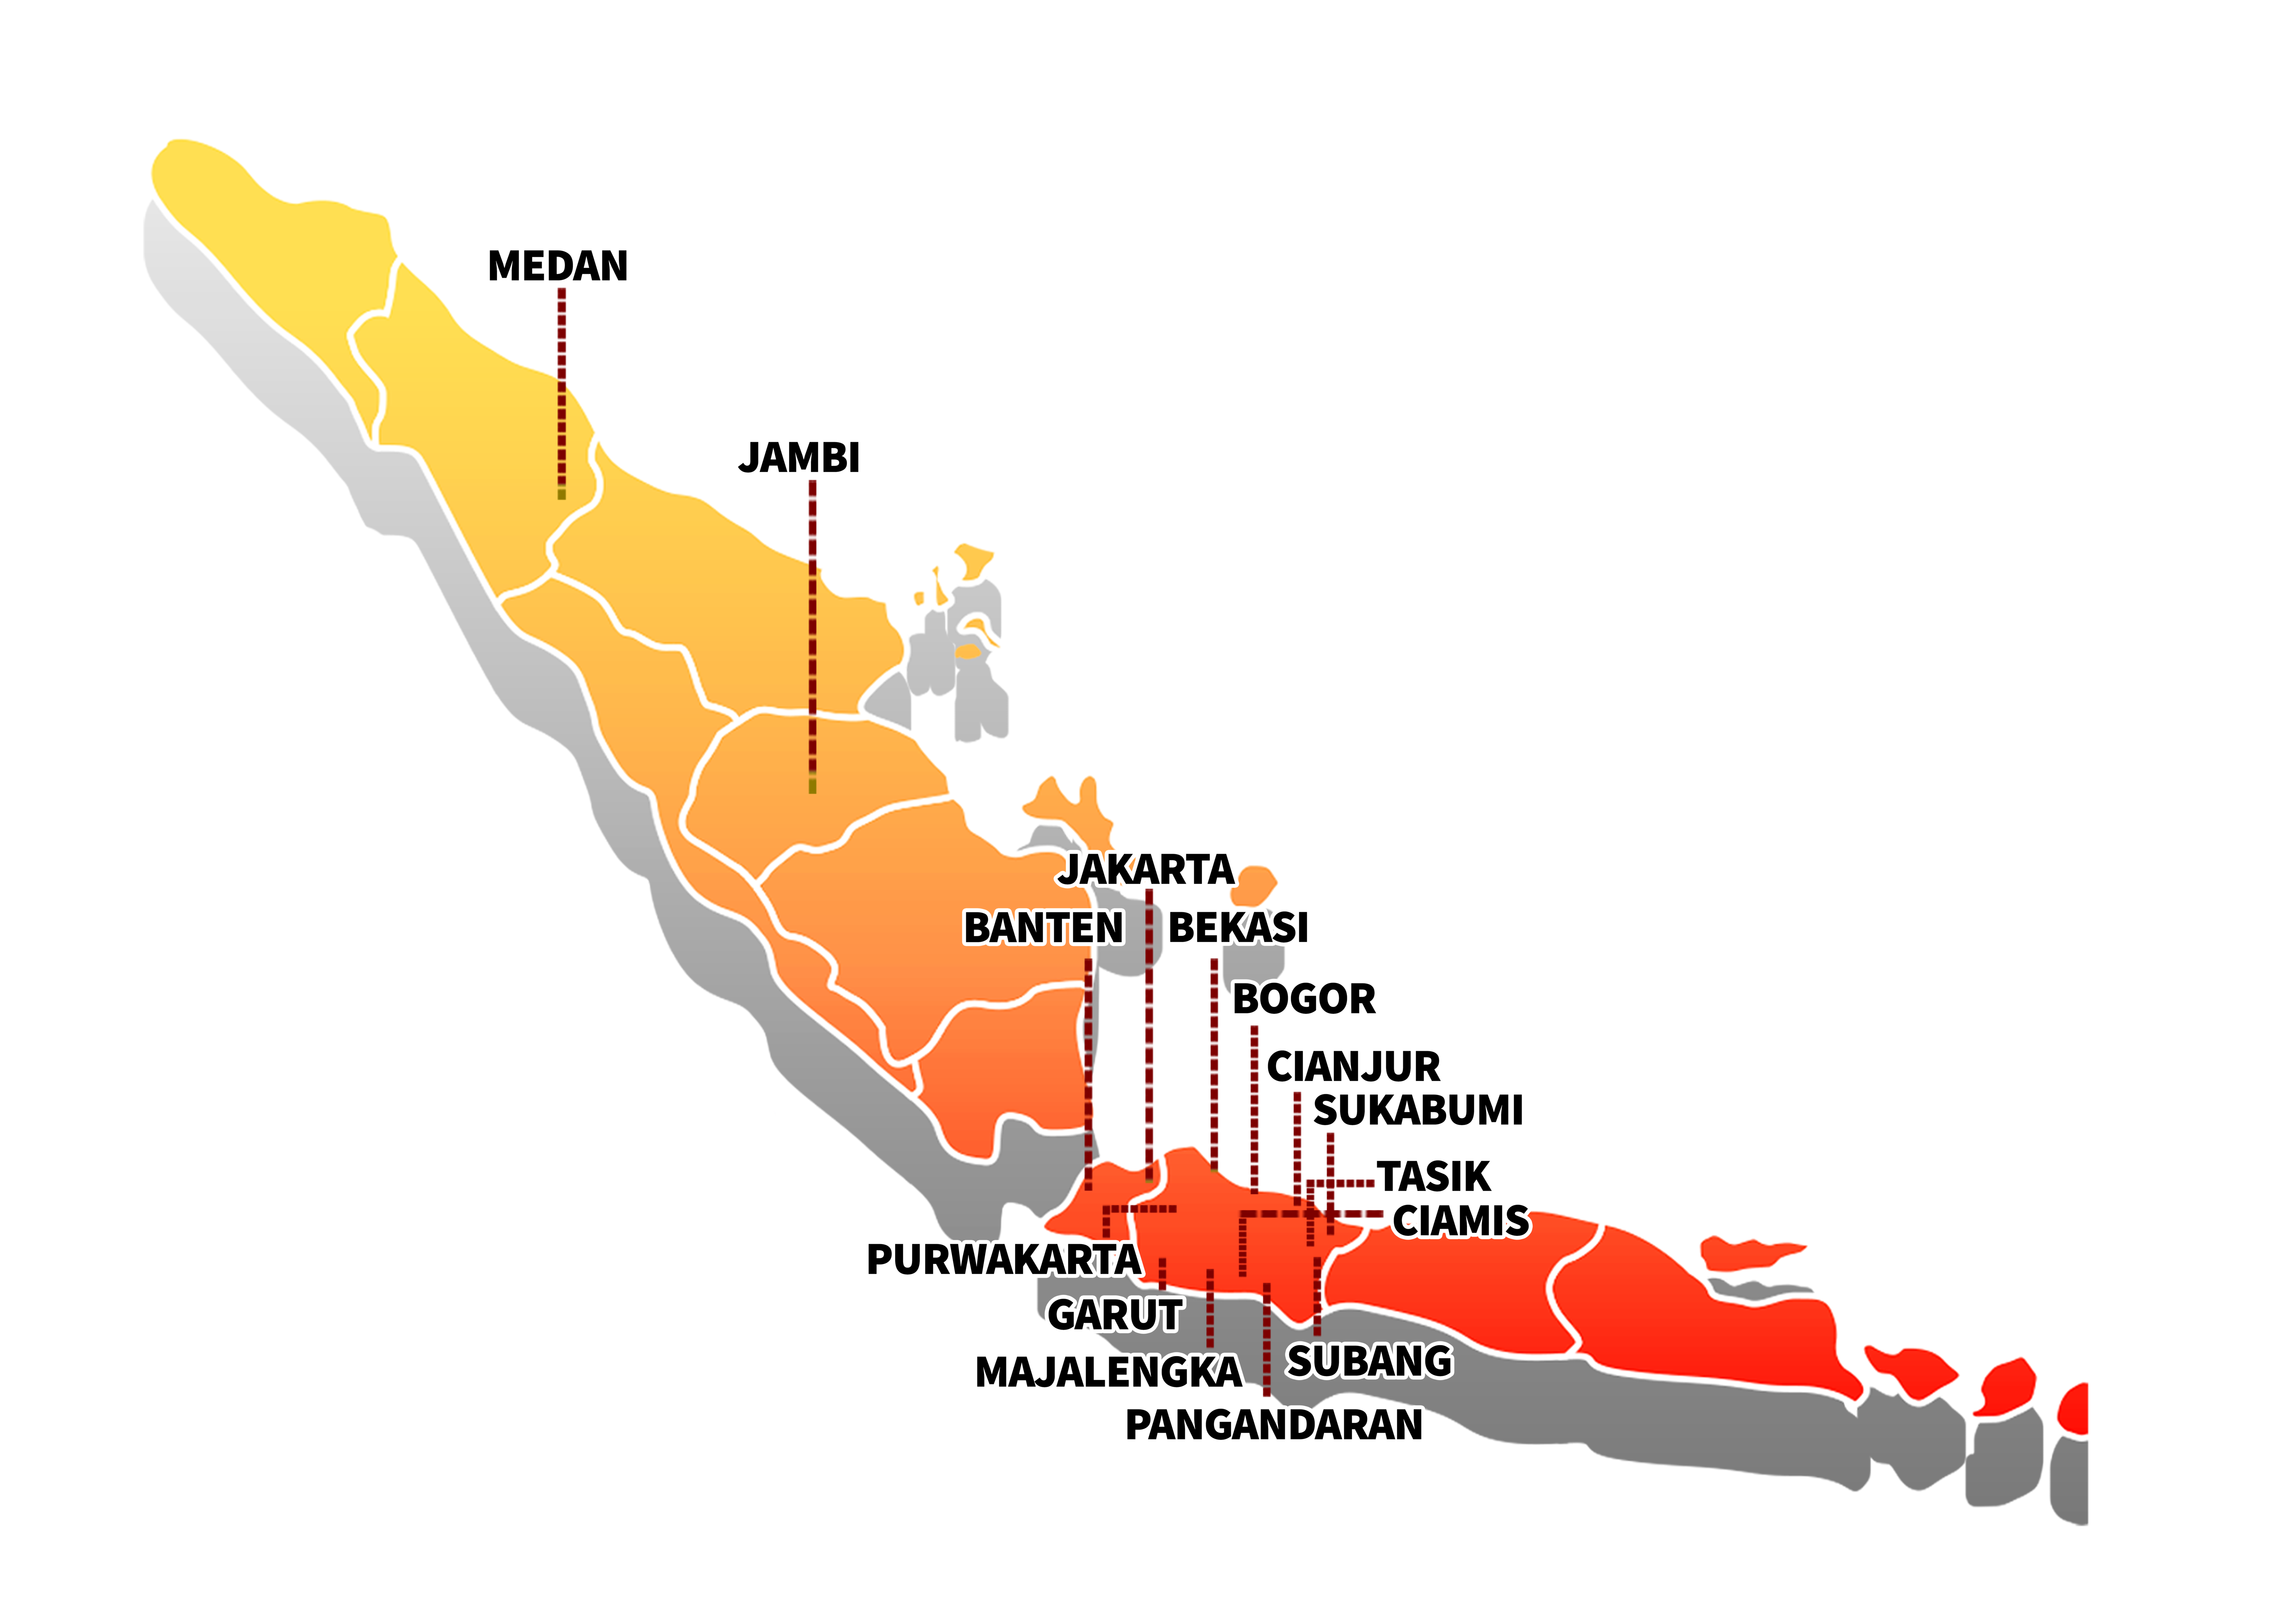 MEDAN
JAMBI
JAKARTA
BANTEN
BEKASI
BOGOR
CIANJUR
SUKABUMI
TASIK
CIAMIS
PURWAKARTA
GARUT
MAJALENGKA
SUBANG
PANGANDARAN